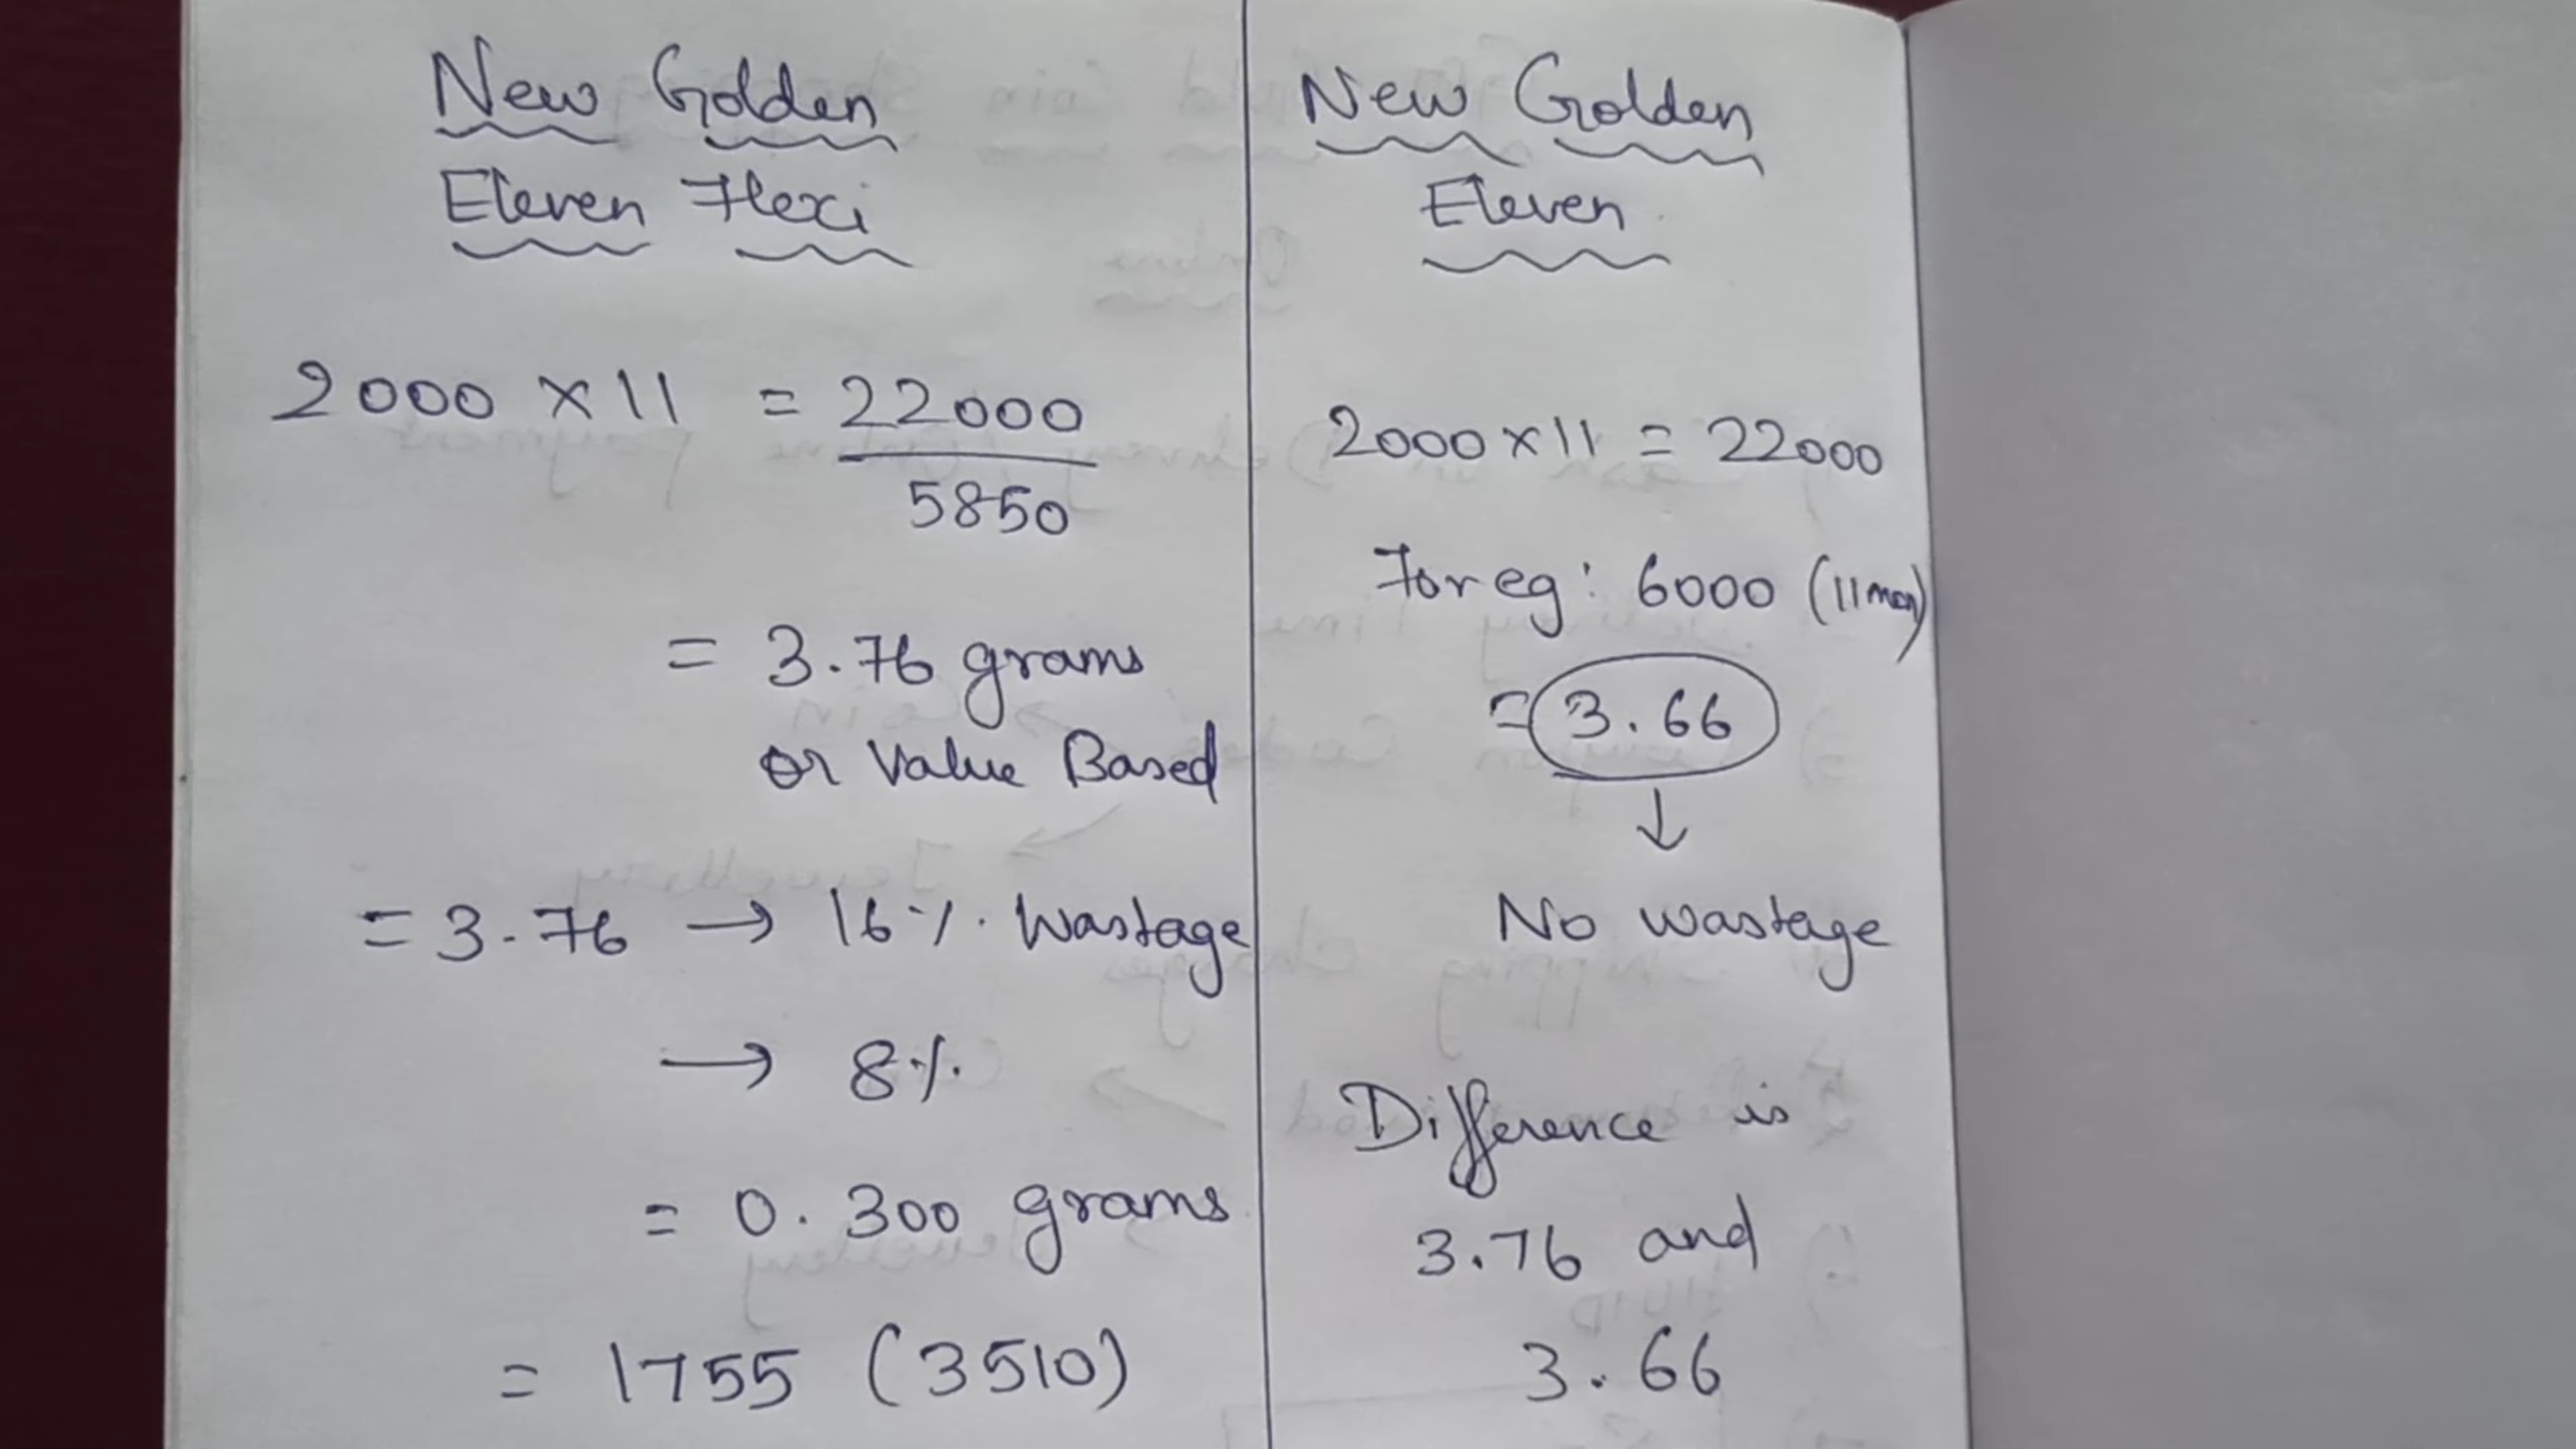 New Golden
Eleven Flexi
2000 × 11 = 22000
5850
= 3.76 grams
or Value Based
= 3.76 → 16% Wastage
→ 8%
= 0.300 grams
= 1755 (3510)
New Golden
Eleven
2000 × 11 = 22000
For eg: 6000 (11 mon)
= 3.66
↓
No wastage
Difference is
3.76 and
3.66